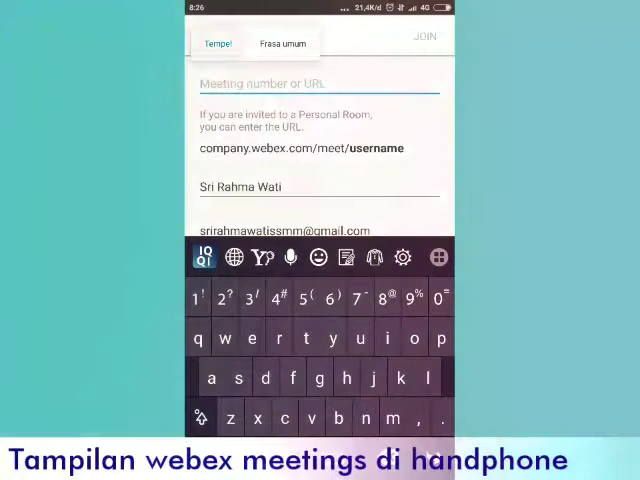 8:26
... 21,4K/d 4G
Tempel Frasa umum
JOIN
Meeting number or URL
If you are invited to a Personal Room,
you can enter the URL.
company.webex.com/meet/username
Sri Rahma Wati
srirahmawatissmm@gmail.com
IQ
QI
1! 2? 3/ 4# 5( 6) 7- 8@ 9% 0=
q w e r t y u i o p
a s d f g h j k l
z x c v b n m , .
Tampilan webex meetings di handphone